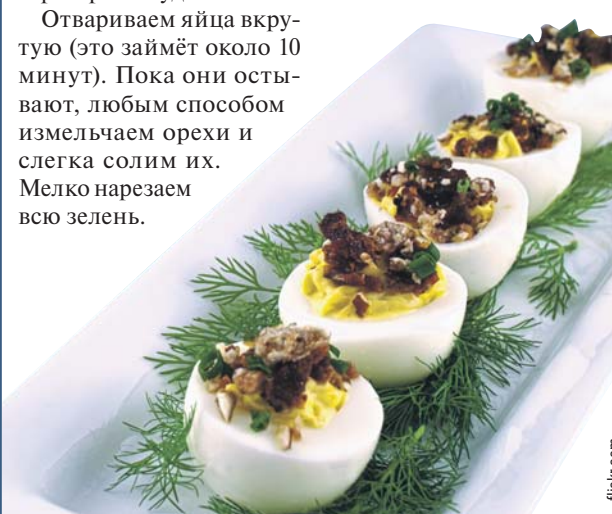 Отвариваем яйца вкру-
тую (это займёт около 10
минут). Пока они осты-
вают, любым способом
измельчаем орехи и
слегка солим их.
Мелко нарезаем
всю зелень.